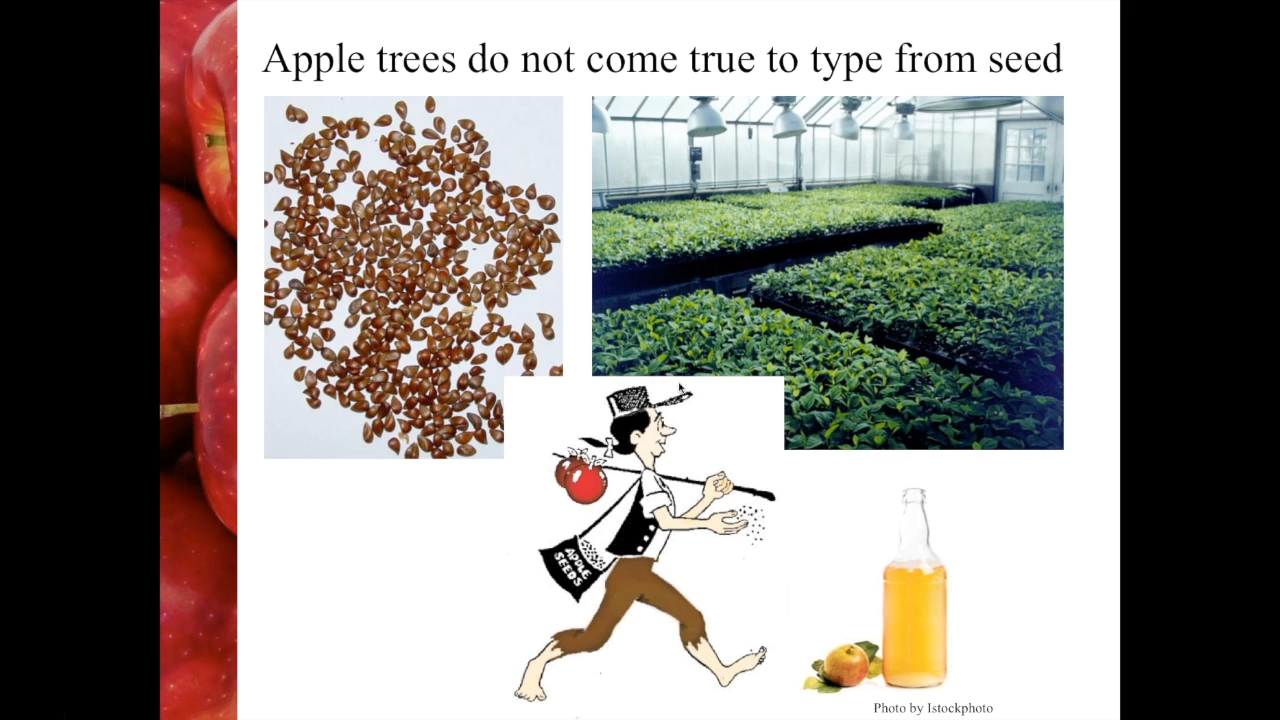 Apple trees do not come true to type from seed
APPLE
SEEDS
Photo by Istockphoto